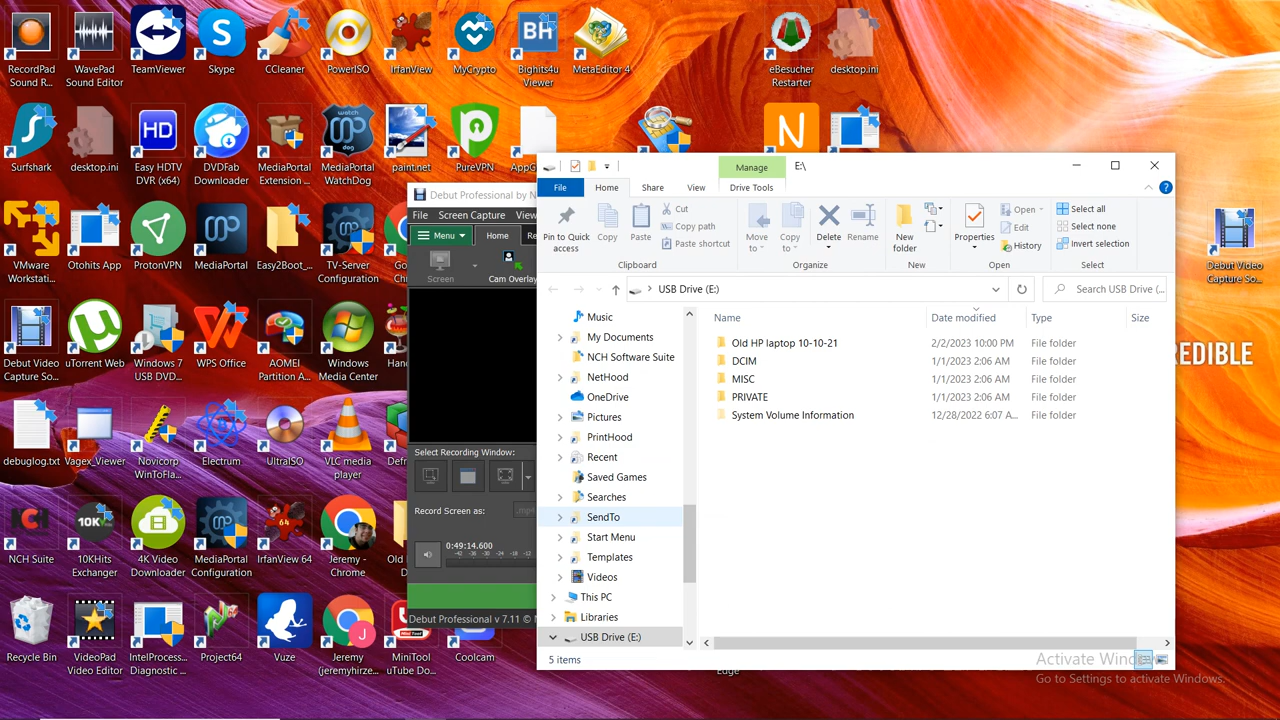 RecordPad
Sound R...
WavePad
Sound Editor
TeamViewer
Skype
CCleaner
PowerISO
IrfanView
MyCrypto
Bighits4u
Viewer
MetaEditor 4
eBesucher
Restarter
desktop.ini
Surfshark
desktop.ini
HD
Easy HDTV
DVR (x64)
DVDFab
Downloader
MediaPortal
Extension ...
watch
dog
MediaPortal
WatchDog
paint.net
PureVPN
AppG
N
VMware
Workstati...
Otohits App
ProtonVPN
MediaPortal
Easy2Boot_...
TV-Server
Configuration
Debut Video
Capture So...
uTorrent Web
Windows 7
USB DVD...
WPS Office
AOMEI
Partition A...
Windows
Media Center
debuglog.txt
Vagex_Viewer
Novicorp
WinToFla...
Electrum
UltraISO
VLC media
player
NCH Suite
10KHits
Exchanger
4K Video
Downloader
MediaPortal
Configuration
64
IrfanView 64
Jeremy -
Chrome
Recycle Bin
VideoPad
Video Editor
IntelProcess...
Diagnostic ...
Project64
Vuze
J
Jeremy
(jeremyhirze...
MiniTool
uTube Do...
Coolcam
Edge
Debut Video
Capture So...
REDIBLE
Debut Professional by N
File Screen Capture View
Menu Home Re
Screen Cam Overlay
Select Recording Window:
Record Screen as: .mp4
0:49:14.600
-42 -36 -30 -24 -18 -12
Debut Professional v 7.11 ©
Manage E:\
File Home Share View Drive Tools
Pin to Quick
access
Copy
Paste
Cut
Copy path
Paste shortcut
Move
to
Copy
to
Delete
Rename
New
folder
Properties
Open
Edit
History
Select all
Select none
Invert selection
Clipboard Organize New Open Select
USB Drive (E:)
Search USB Drive (...
Music
My Documents
NCH Software Suite
NetHood
OneDrive
Pictures
PrintHood
Recent
Saved Games
Searches
SendTo
Start Menu
Templates
Videos
This PC
Libraries
USB Drive (E:)
Name Date modified Type Size
Old HP laptop 10-10-21 2/2/2023 10:00 PM File folder
DCIM 1/1/2023 2:06 AM File folder
MISC 1/1/2023 2:06 AM File folder
PRIVATE 1/1/2023 2:06 AM File folder
System Volume Information 12/28/2022 6:07 A... File folder
5 items
Activate Windows
Go to Settings to activate Windows.